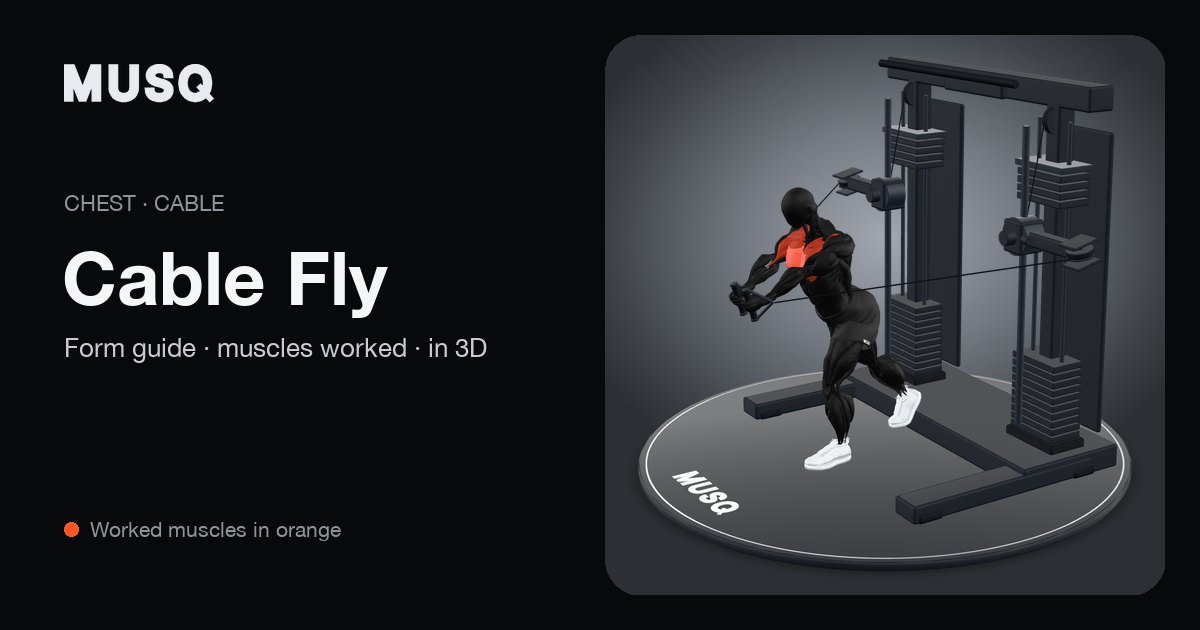 MUSQ
CHEST · CABLE
Cable Fly
Form guide · muscles worked · in 3D
Worked muscles in orange
MUSQ